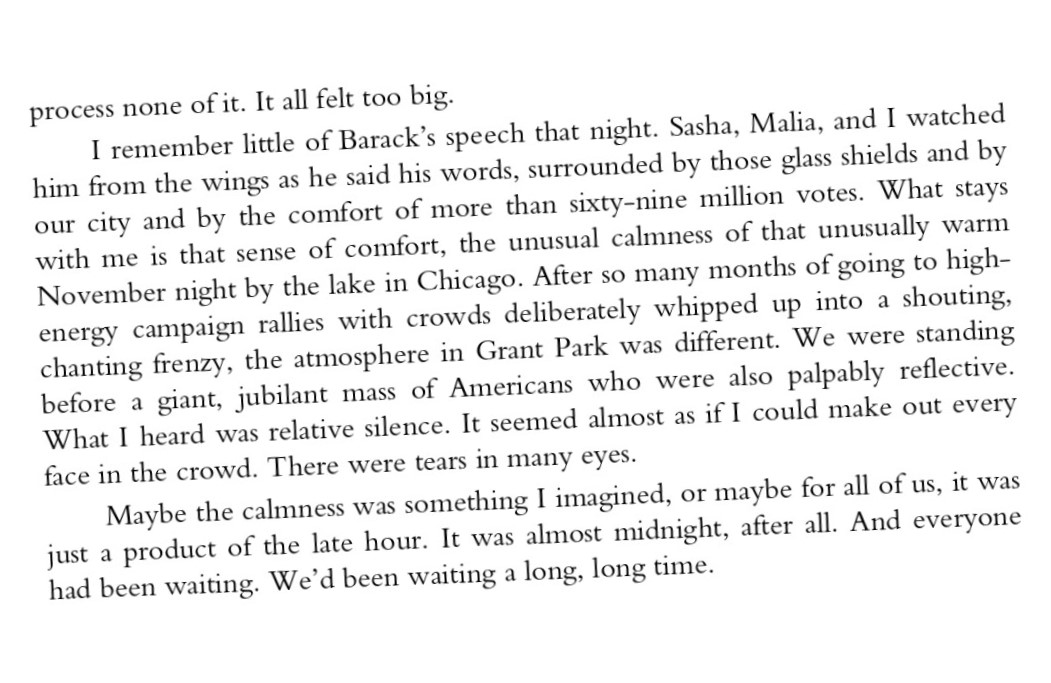 process none of it. It all felt too big.
I remember little of Barack’s speech that night. Sasha, Malia, and I watched
him from the wings as he said his words, surrounded by those glass shields and by
our city and by the comfort of more than sixty-nine million votes. What stays
with me is that sense of comfort, the unusual calmness of that unusually warm
November night by the lake in Chicago. After so many months of going to high-
energy campaign rallies with crowds deliberately whipped up into a shouting,
chanting frenzy, the atmosphere in Grant Park was different. We were standing
before a giant, jubilant mass of Americans who were also palpably reflective.
What I heard was relative silence. It seemed almost as if I could make out every
face in the crowd. There were tears in many eyes.
Maybe the calmness was something I imagined, or maybe for all of us, it was
just a product of the late hour. It was almost midnight, after all. And everyone
had been waiting. We’d been waiting a long, long time.